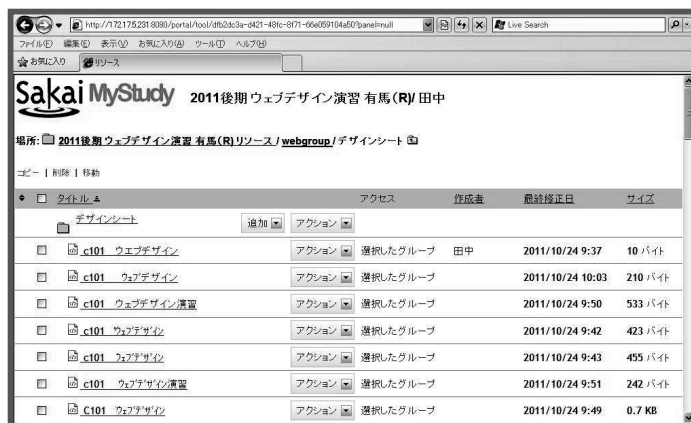 http://172.17.5.231:8080/portal/tool/dfb2dc3a-d421-48fc-8f71-66e059104a50?panel=null
Live Search
ファイル(F) 編集(E) 表示(V) お気に入り(A) ツール(T) ヘルプ(H)
お気に入り リソース
Sakai MyStudy 2011後期 ウェブデザイン演習 有馬(R)/ 田中
場所: 2011後期 ウェブデザイン演習 有馬(R) リソース / webgroup / デザインシート
コピー | 削除 | 移動
タイトル アクセス 作成者 最終修正日 サイズ
デザインシート 追加 アクション
c101 ウエブデザイン アクション 選択したグループ 田中 2011/10/24 9:37 10 バイト
c101 ウェブデザイン アクション 選択したグループ 2011/10/24 10:03 210 バイト
c101 ウェブデザイン演習 アクション 選択したグループ 2011/10/24 9:50 533 バイト
c101 ウェブデザイン アクション 選択したグループ 2011/10/24 9:42 423 バイト
c101 ウェブデザイン アクション 選択したグループ 2011/10/24 9:43 455 バイト
c101 ウェブデザイン演習 アクション 選択したグループ 2011/10/24 9:51 242 バイト
C101 ウェブデザイン アクション 選択したグループ 2011/10/24 9:49 0.7 KB